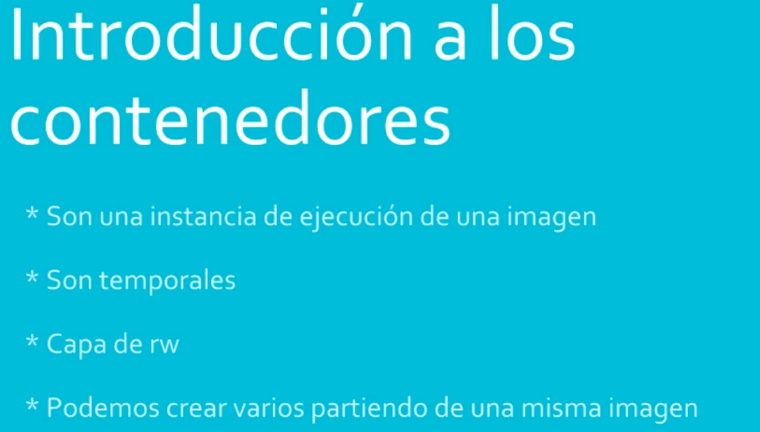 Introducción a los
contenedores
* Son una instancia de ejecución de una imagen
* Son temporales
* Capa de rw
* Podemos crear varios partiendo de una misma imagen